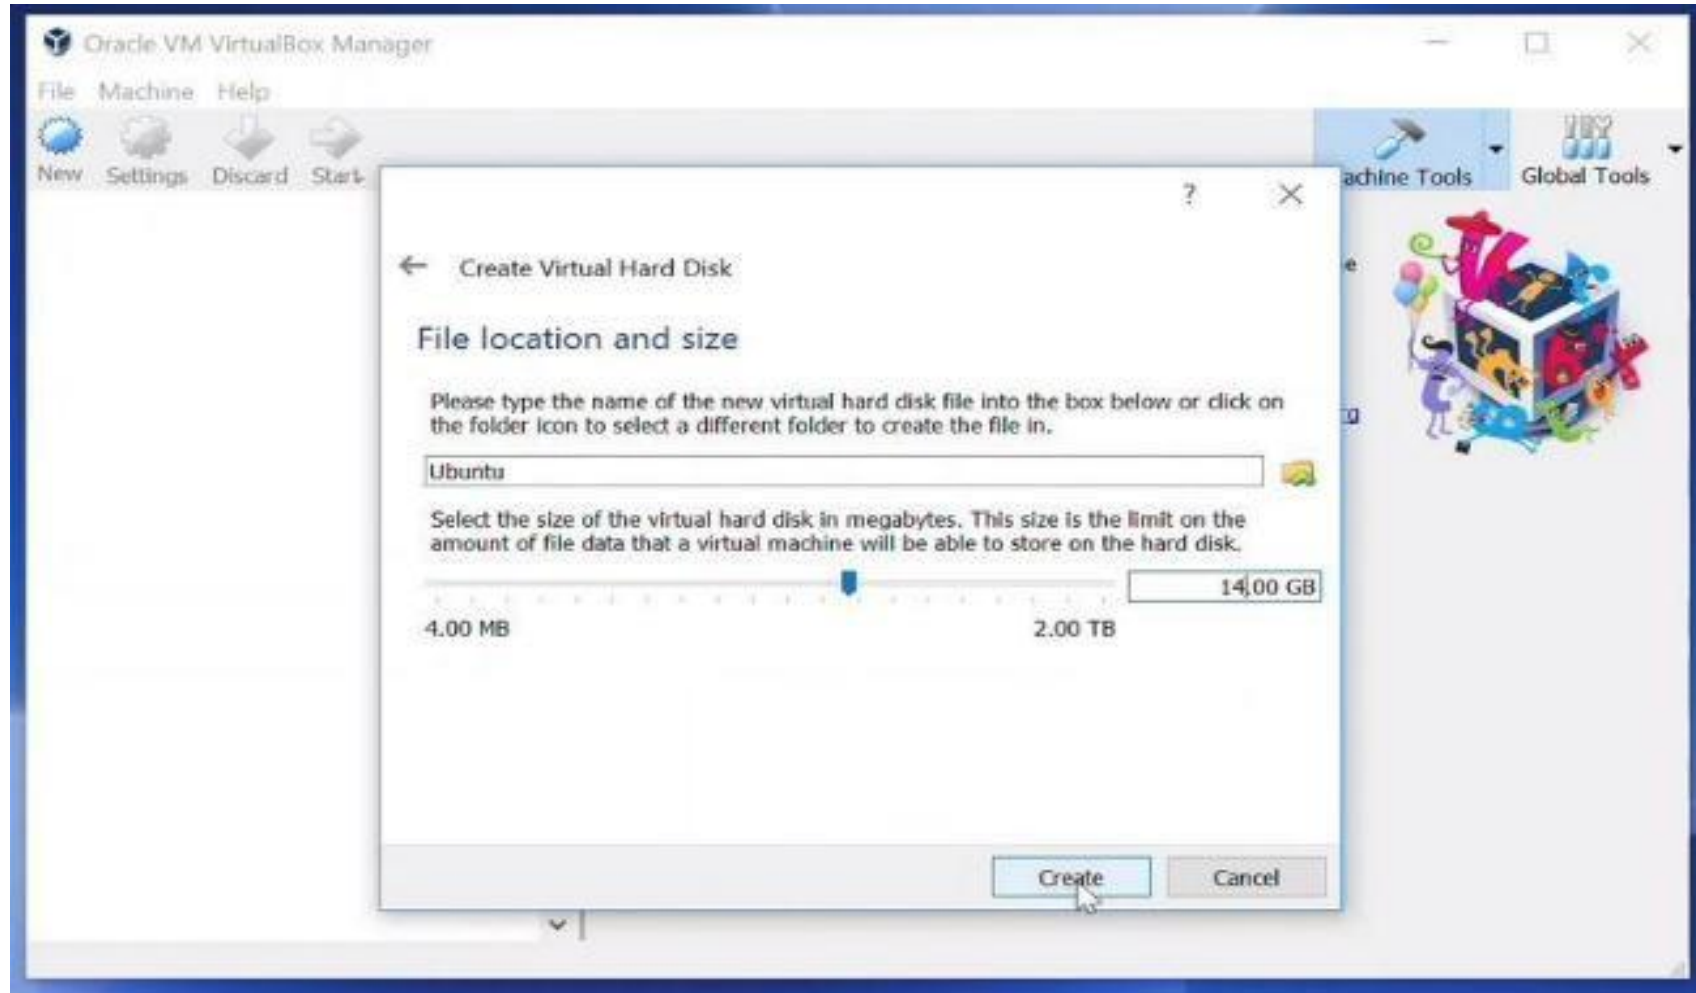 Oracle VM VirtualBox Manager
File Machine Help
New Settings Discard Start
achine Tools Global Tools
?
Create Virtual Hard Disk
e
File location and size
Please type the name of the new virtual hard disk file into the box below or click on
the folder icon to select a different folder to create the file in.
Ubuntu
Select the size of the virtual hard disk in megabytes. This size is the limit on the
amount of file data that a virtual machine will be able to store on the hard disk.
14.00 GB
4.00 MB 2.00 TB
Create Cancel